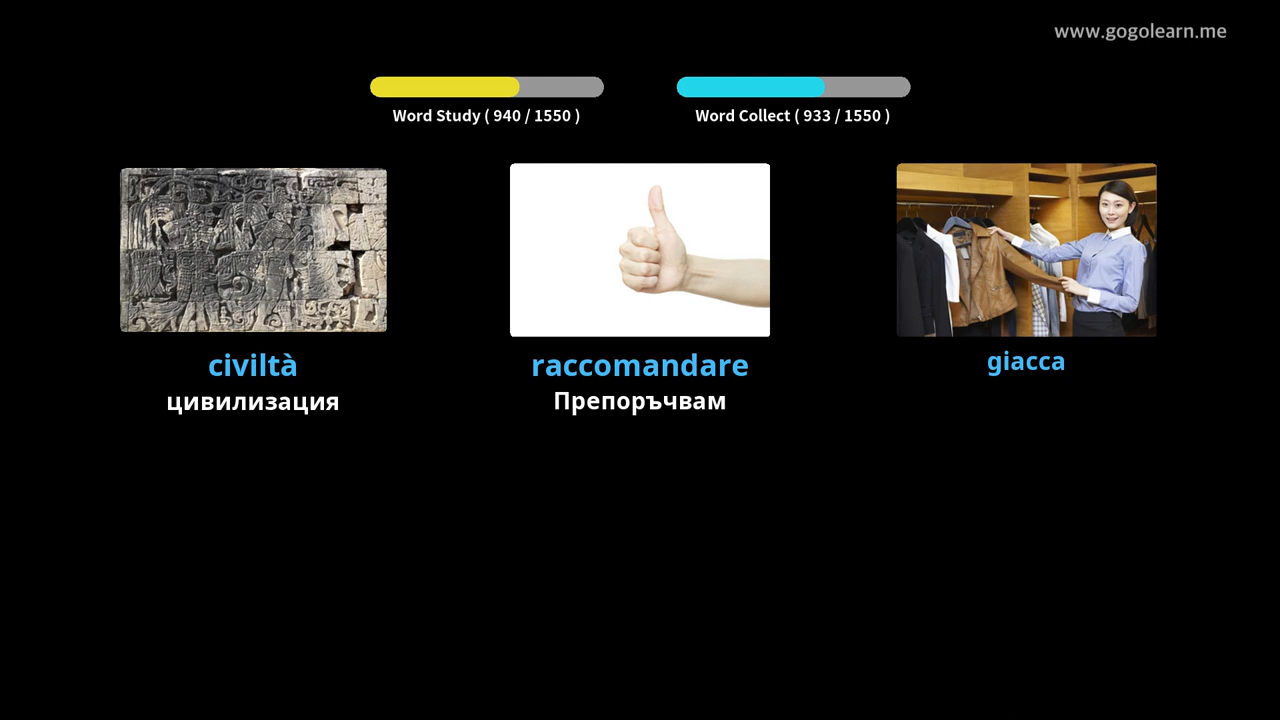 www.gogolearn.me
Word Study ( 940 / 1550 )
Word Collect ( 933 / 1550 )
civiltà
raccomandare
giacca
цивилизация
Препоръчвам